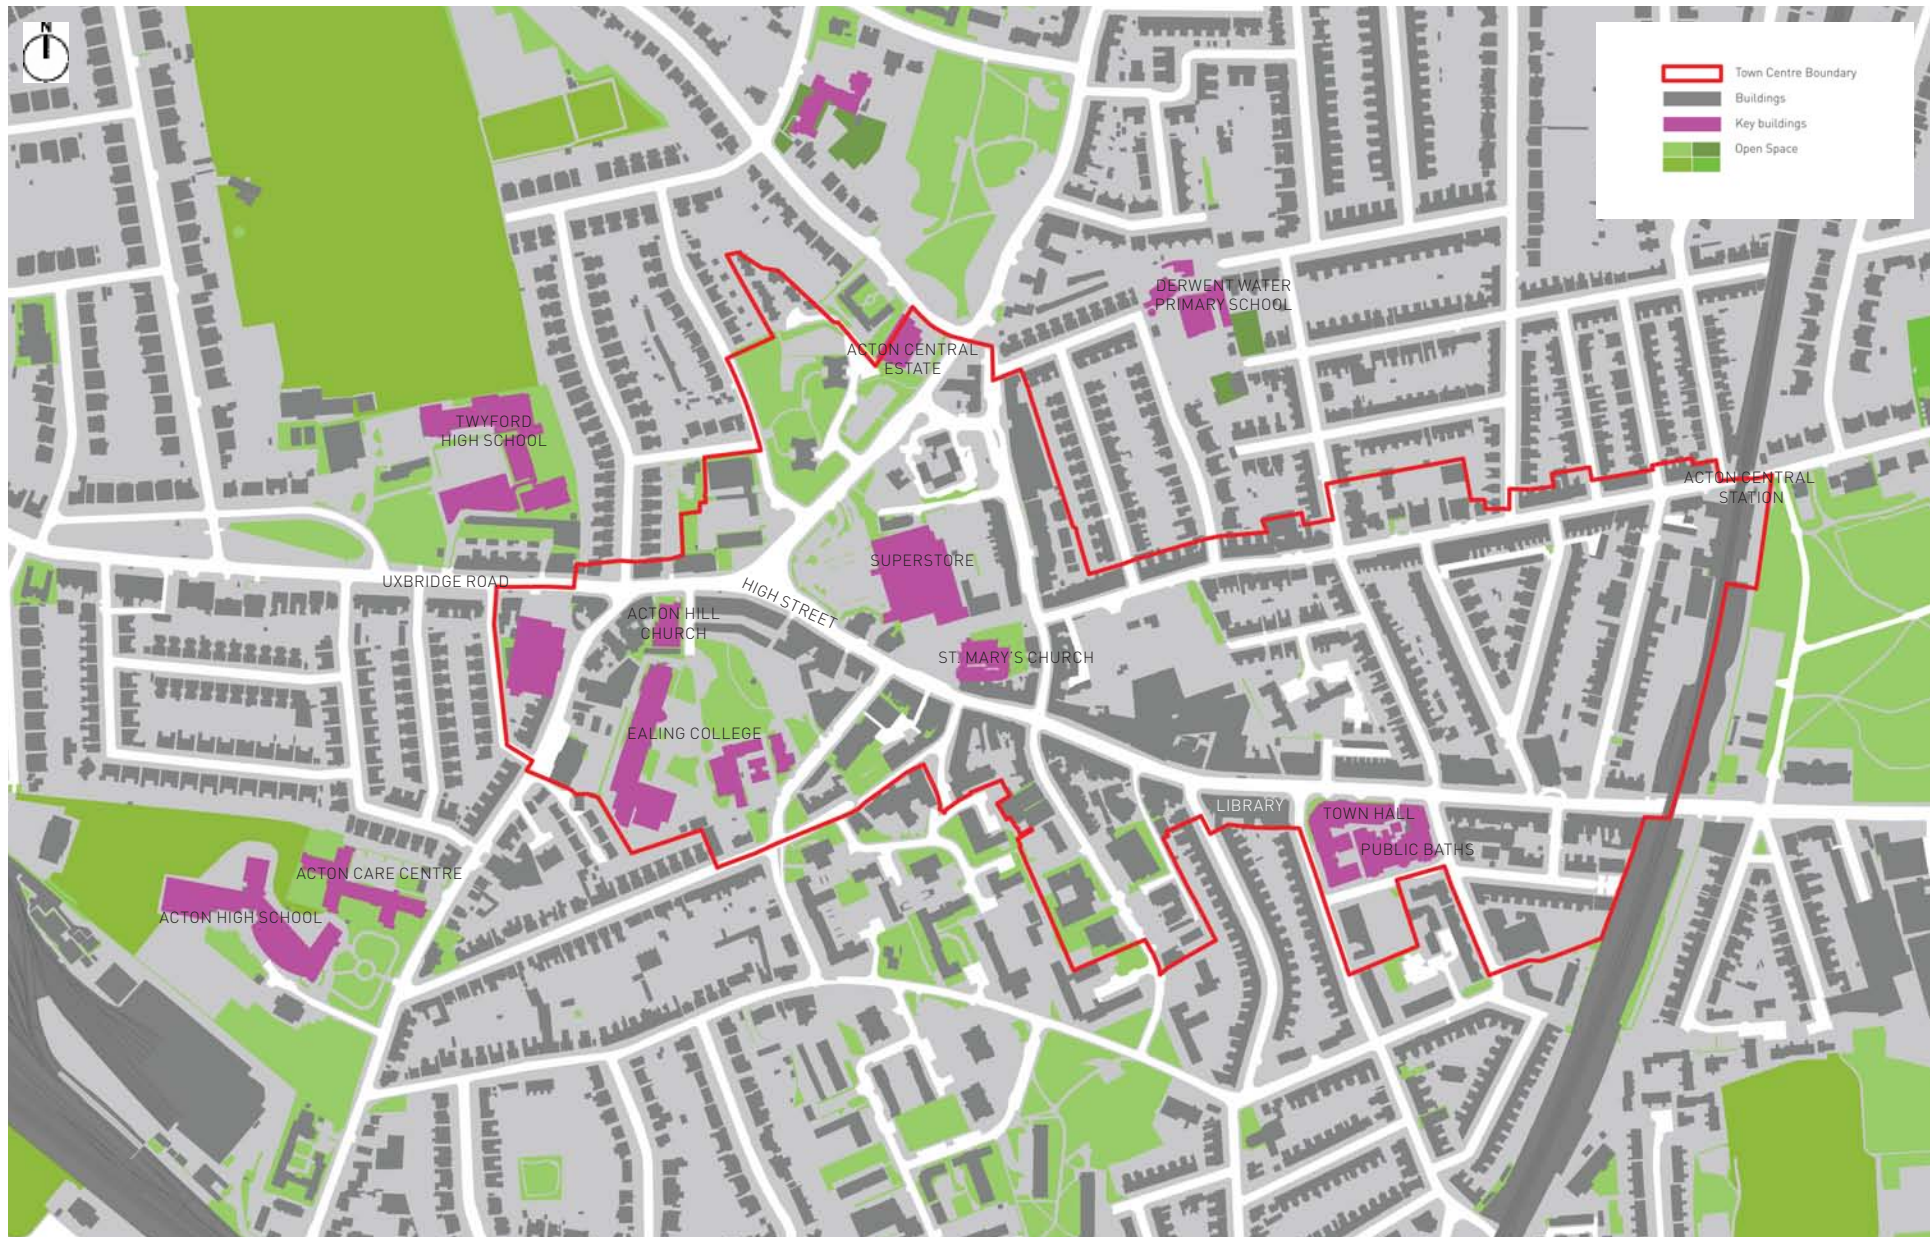 N
Town Centre Boundary
Buildings
Key buildings
Open Space
DERWENT WATER
PRIMARY SCHOOL
ACTON CENTRAL
ESTATE
TWYFORD
HIGH SCHOOL
ACTON CENTRAL
STATION
SUPERSTORE
UXBRIDGE ROAD
HIGH STREET
ACTON HILL
CHURCH
ST. MARY'S CHURCH
EALING COLLEGE
LIBRARY
TOWN HALL
PUBLIC BATHS
ACTON CARE CENTRE
ACTON HIGH SCHOOL